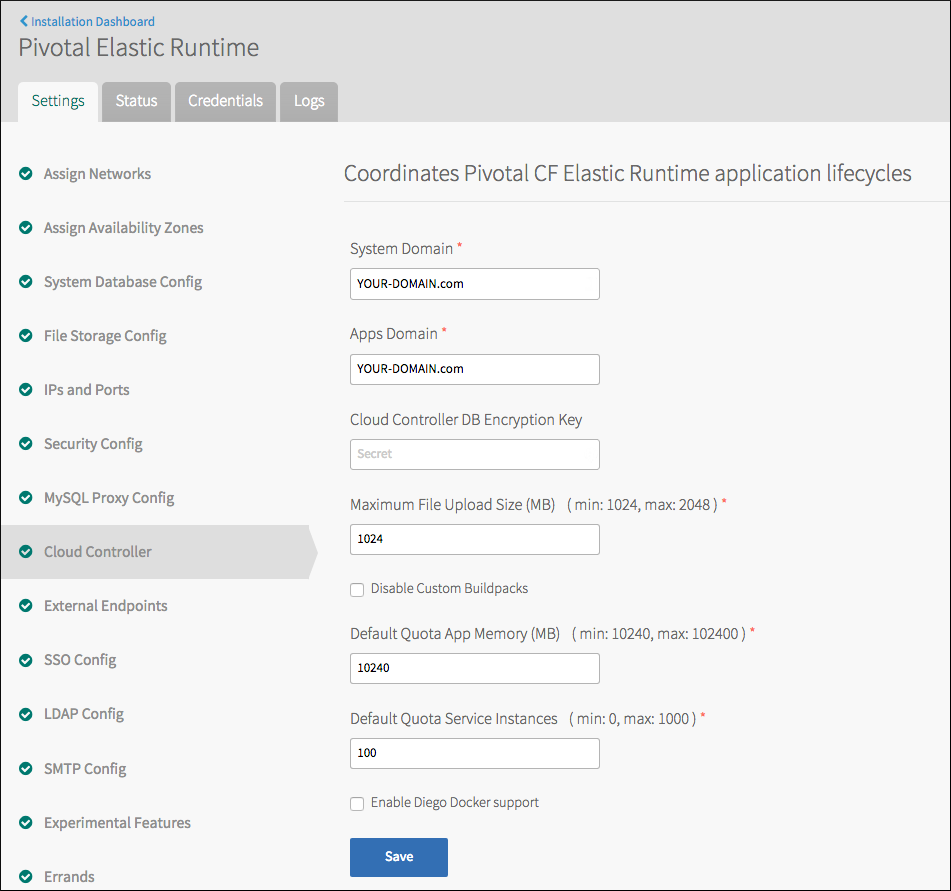 Installation Dashboard
Pivotal Elastic Runtime
Settings
Status
Credentials
Logs
Assign Networks
Assign Availability Zones
System Database Config
File Storage Config
IPs and Ports
Security Config
MySQL Proxy Config
Cloud Controller
External Endpoints
SSO Config
LDAP Config
SMTP Config
Experimental Features
Errands
Coordinates Pivotal CF Elastic Runtime application lifecycles
System Domain *
YOUR-DOMAIN.com
Apps Domain *
YOUR-DOMAIN.com
Cloud Controller DB Encryption Key
Secret
Maximum File Upload Size (MB) ( min: 1024, max: 2048 ) *
1024
Disable Custom Buildpacks
Default Quota App Memory (MB) ( min: 10240, max: 102400 ) *
10240
Default Quota Service Instances ( min: 0, max: 1000 ) *
100
Enable Diego Docker support
Save